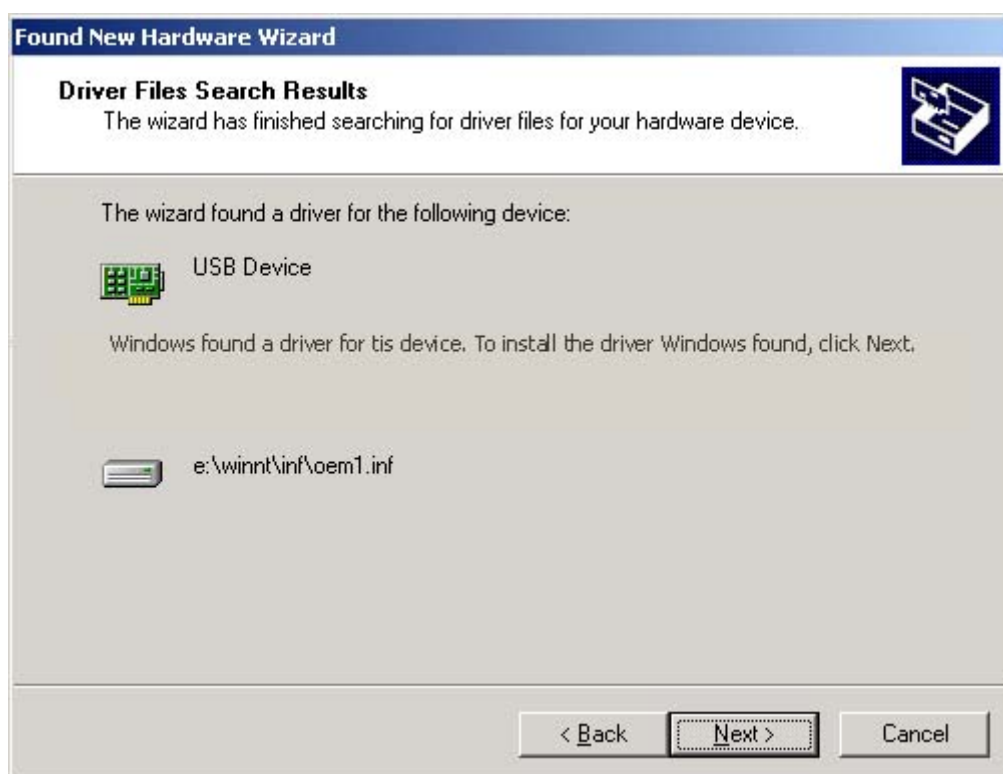 Found New Hardware Wizard
Driver Files Search Results
The wizard has finished searching for driver files for your hardware device.
The wizard found a driver for the following device:
USB Device
Windows found a driver for tis device. To install the driver Windows found, click Next.
e:\winnt\inf\oem1.inf
< Back
Next >
Cancel